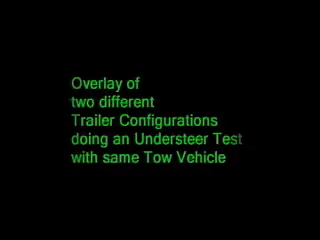 Overlay of
two different
Trailer Configurations
doing an Understeer Test
with same Tow Vehicle